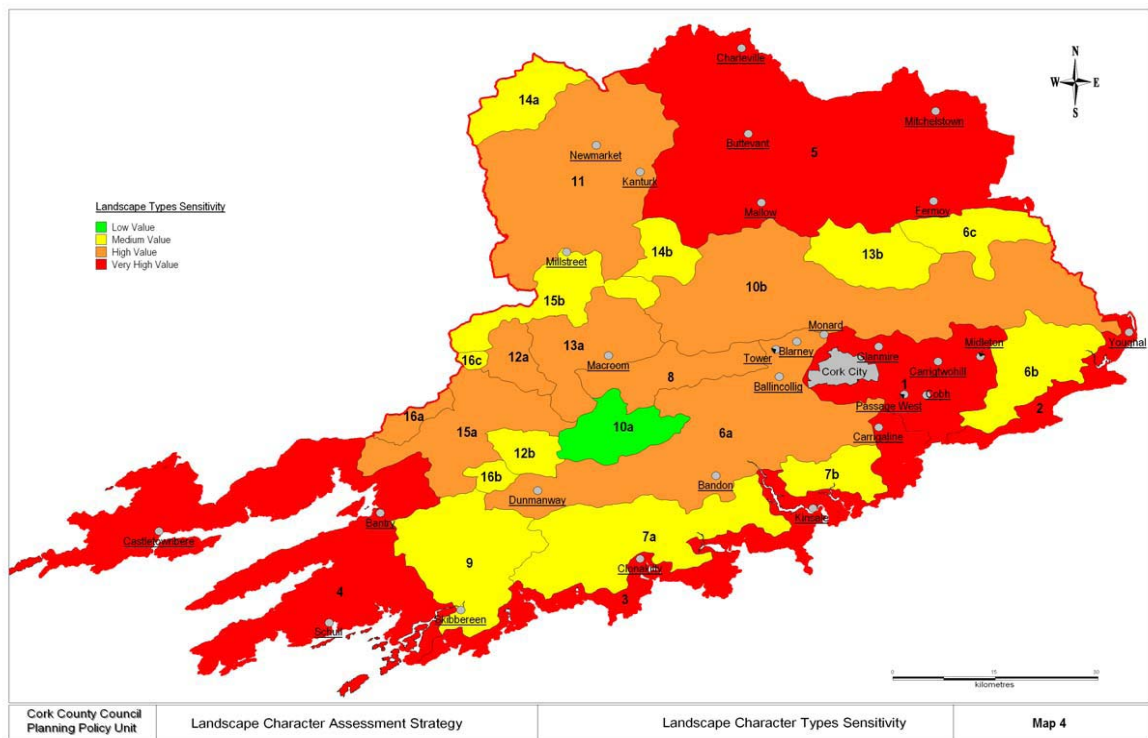 Charleville
N
W E
S
14a
Mitchelstown
Buttevant
Newmarket
5
Kanturk
11
Landscape Types Sensitivity
Low Value
Medium Value
High Value
Very High Value
Mallow
Fermoy
6c
14b
13b
Millstreet
10b
15b
Monard
Youghal
13a
Blarney
Midleton
Tower
Glanmire
16c
12a
Macroom
Cork City
Carrigtwohill
8
Ballincollig
6b
1
Cobh
Passage West
2
16a
15a
10a
6a
Carrigaline
12b
16b
7b
Bandon
Dunmanway
Bantry
Kinsale
Castletownbere
7a
9
Clonakilty
4
3
Skibbereen
Schull
0 15 30
kilometres
Cork County Council
Planning Policy Unit
Landscape Character Assessment Strategy
Landscape Character Types Sensitivity
Map 4